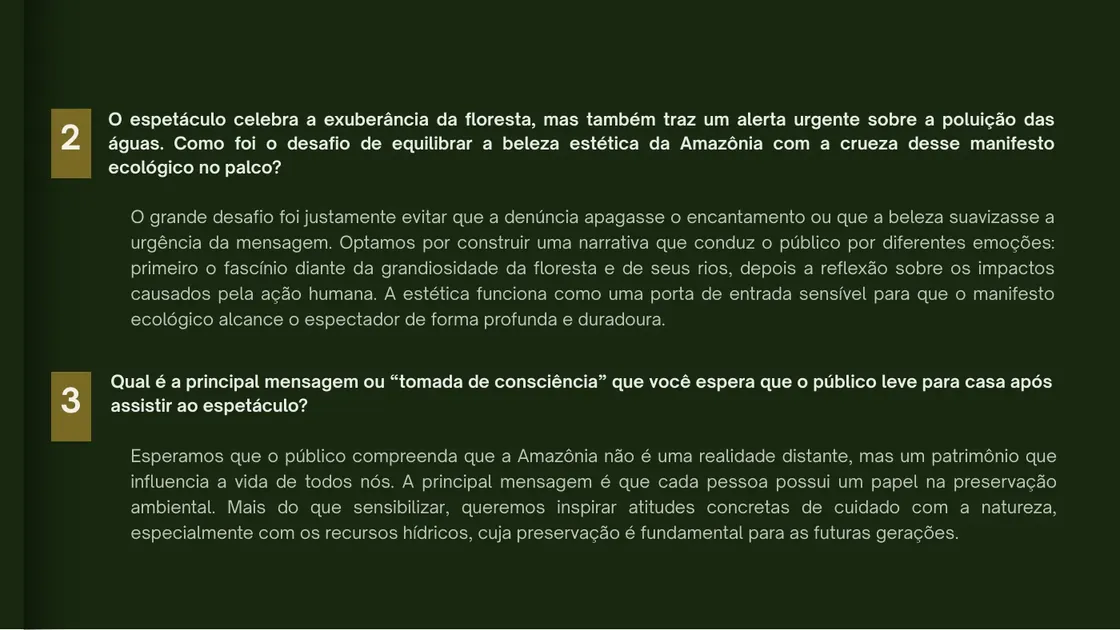 2
O espetáculo celebra a exuberância da floresta, mas também traz um alerta urgente sobre a poluição das
águas. Como foi o desafio de equilibrar a beleza estética da Amazônia com a crueza desse manifesto
ecológico no palco?
O grande desafio foi justamente evitar que a denúncia apagasse o encantamento ou que a beleza suavizasse a
urgência da mensagem. Optamos por construir uma narrativa que conduz o público por diferentes emoções:
primeiro o fascínio diante da grandiosidade da floresta e de seus rios, depois a reflexão sobre os impactos
causados pela ação humana. A estética funciona como uma porta de entrada sensível para que o manifesto
ecológico alcance o espectador de forma profunda e duradoura.
3
Qual é a principal mensagem ou “tomada de consciência” que você espera que o público leve para casa após
assistir ao espetáculo?
Esperamos que o público compreenda que a Amazônia não é uma realidade distante, mas um patrimônio que
influencia a vida de todos nós. A principal mensagem é que cada pessoa possui um papel na preservação
ambiental. Mais do que sensibilizar, queremos inspirar atitudes concretas de cuidado com a natureza,
especialmente com os recursos hídricos, cuja preservação é fundamental para as futuras gerações.